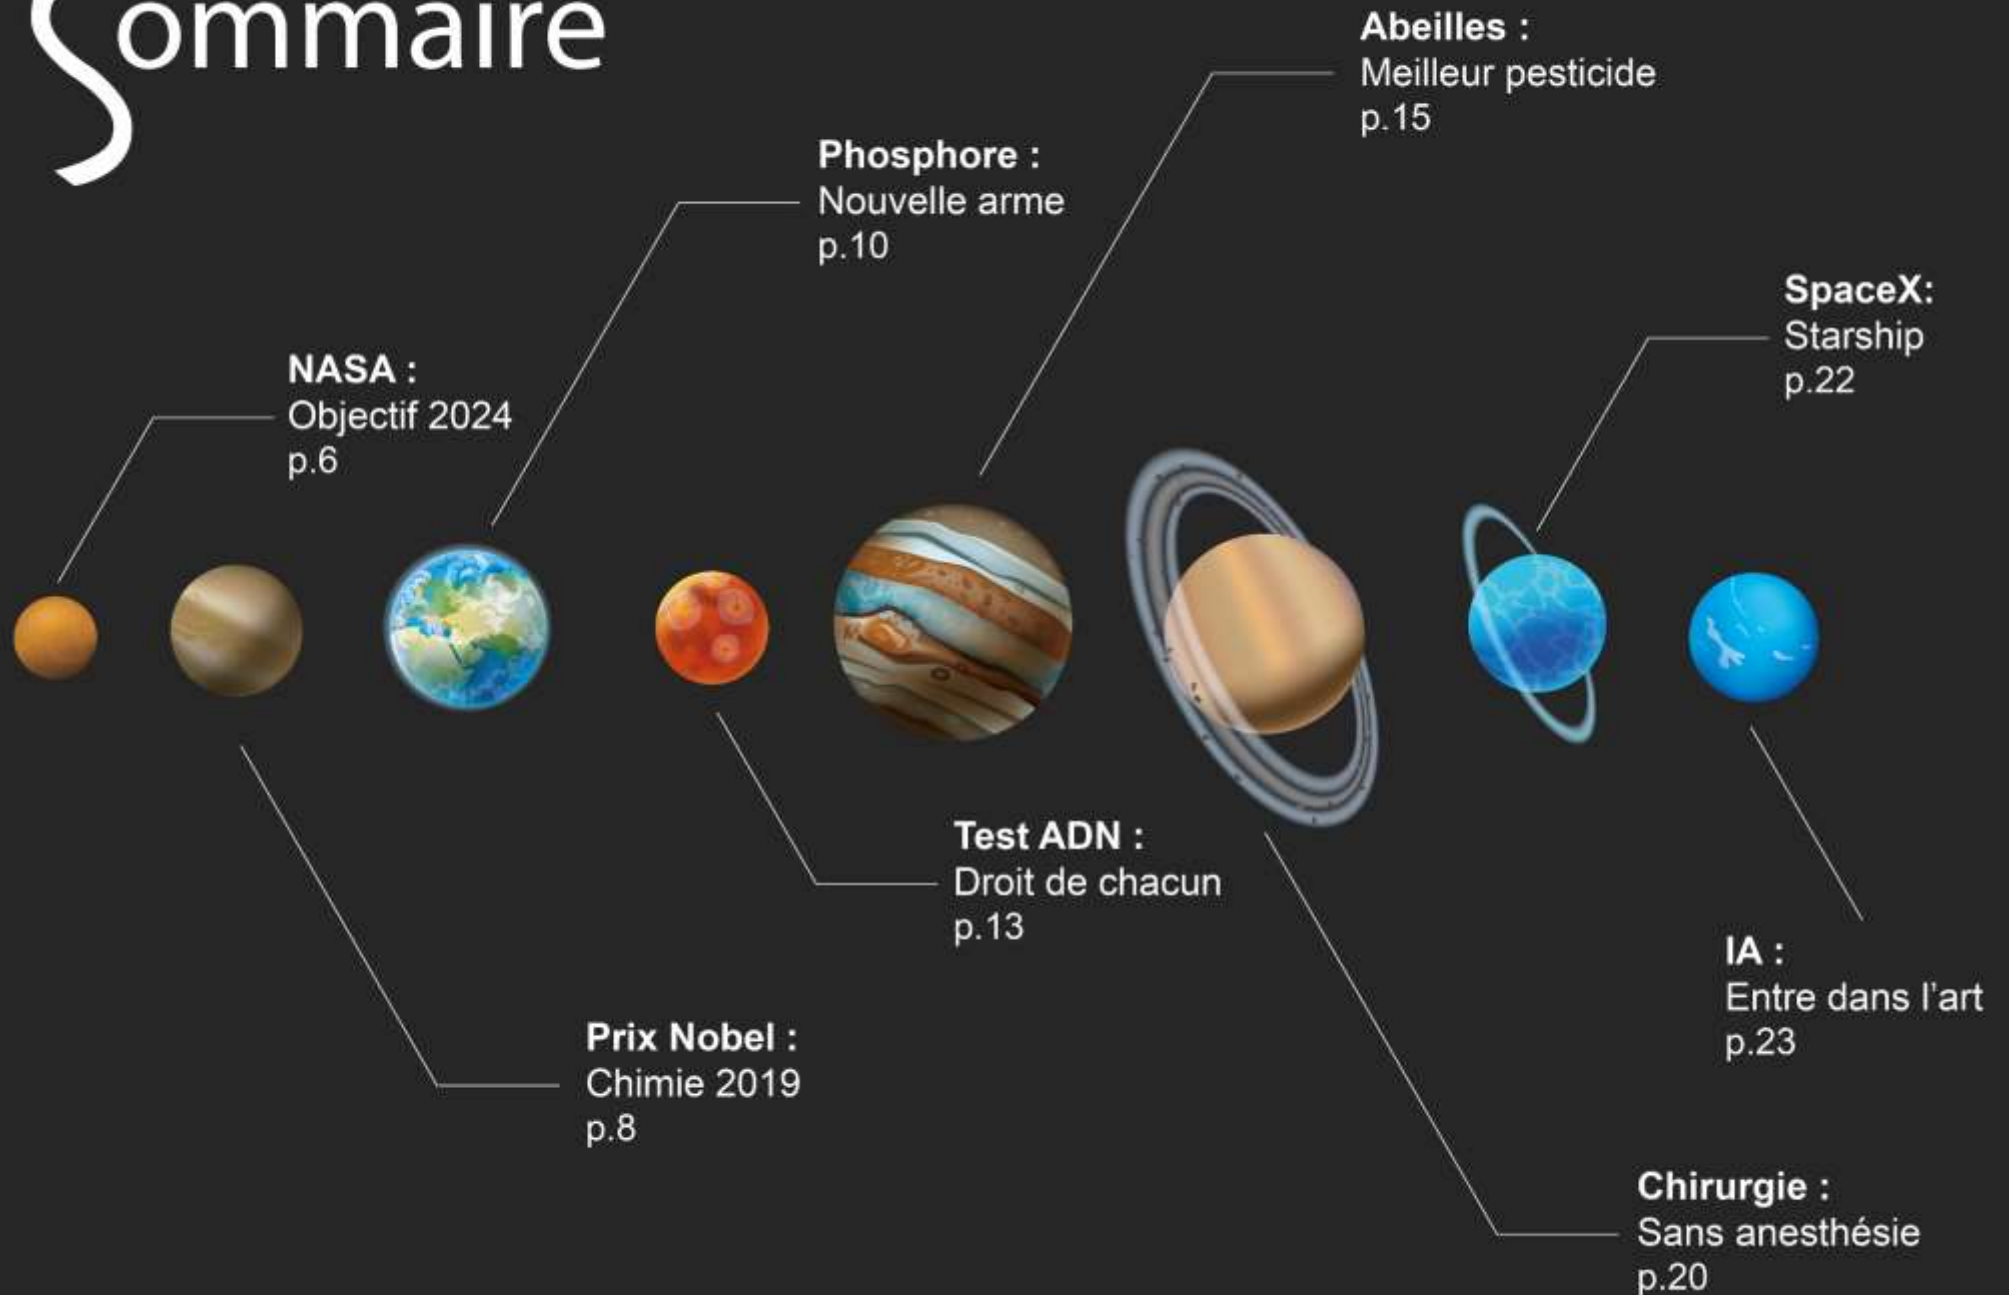 Sommaire
NASA :
Objectif 2024
p.6
Prix Nobel :
Chimie 2019
p.8
Phosphore :
Nouvelle arme
p.10
Test ADN :
Droit de chacun
p.13
Abeilles :
Meilleur pesticide
p.15
Chirurgie :
Sans anesthésie
p.20
SpaceX:
Starship
p.22
IA :
Entre dans l’art
p.23